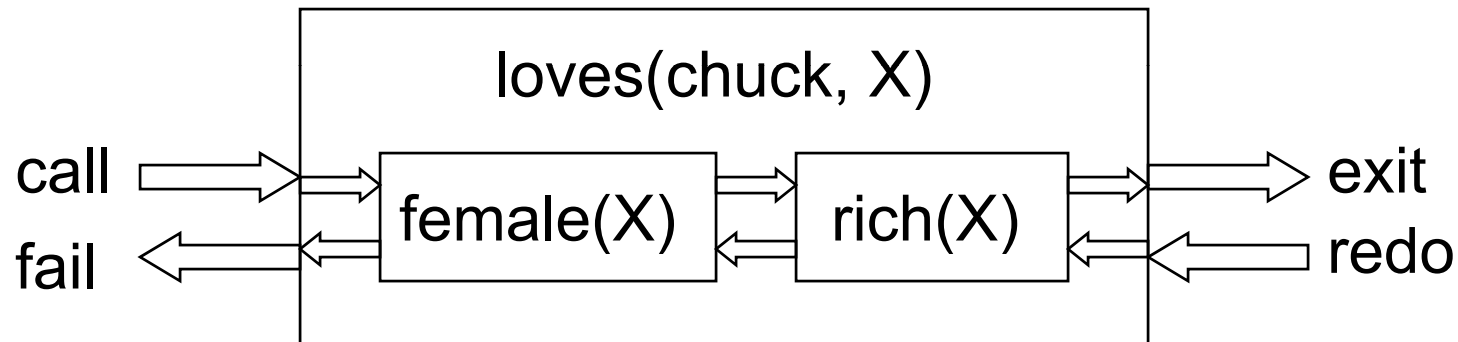 loves(chuck, X)
call
exit
female(X)
rich(X)
fail
redo